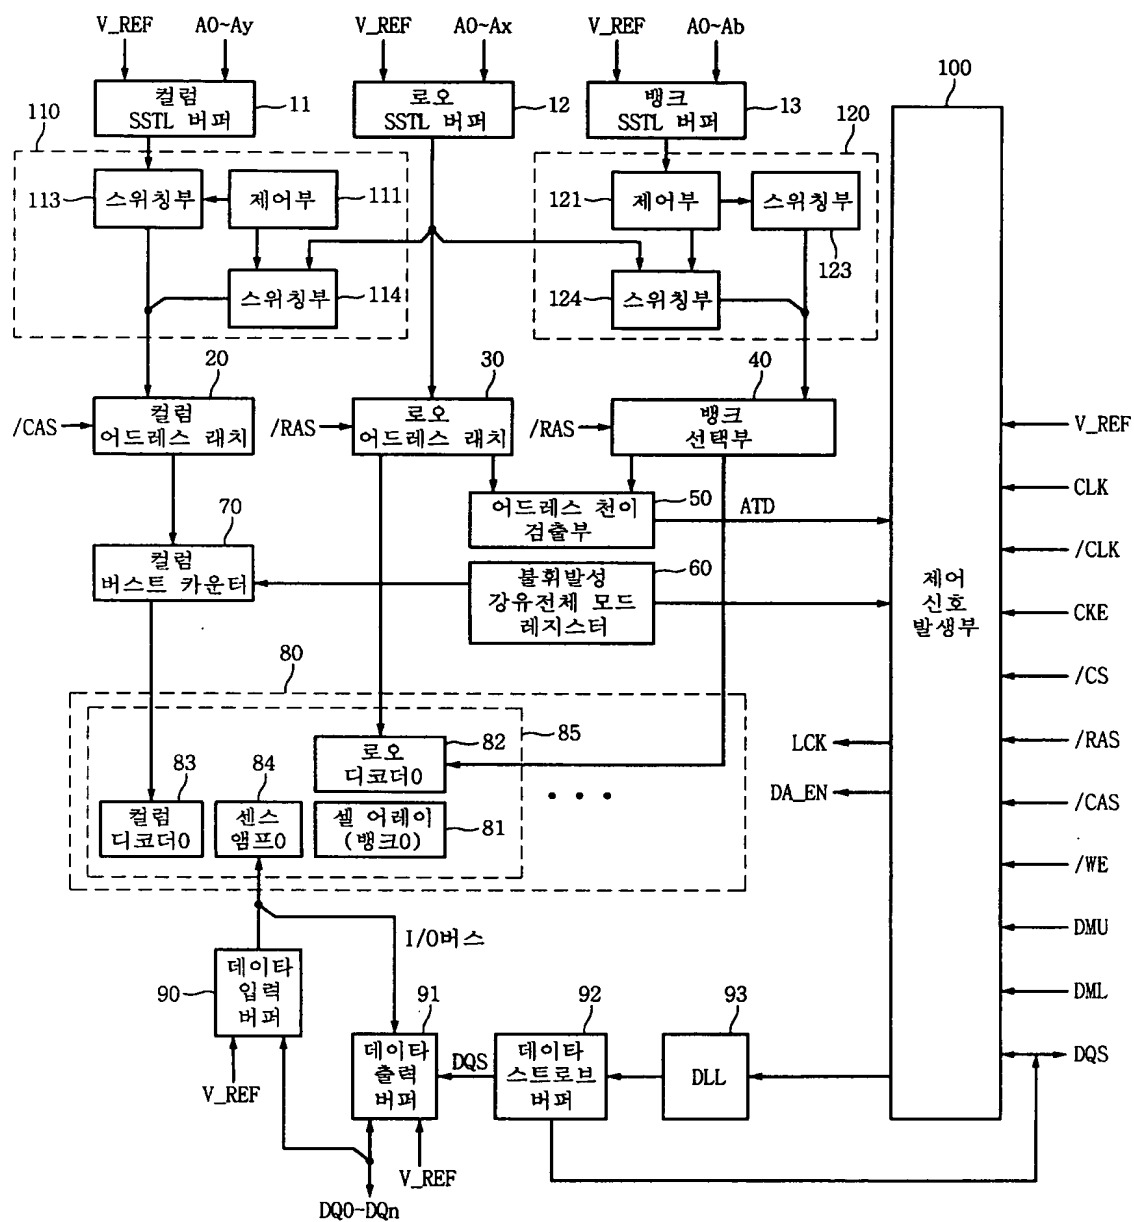 V_REF A0~Ay V_REF A0~Ax V_REF A0~Ab
컬럼
SSTL 버퍼
11
로오
SSTL 버퍼
12
뱅크
SSTL 버퍼
13
100
110
120
113
스위칭부
제어부
111
121
제어부
스위칭부
123
스위칭부
114
124
스위칭부
20
30
40
/CAS
컬럼
어드레스 래치
/RAS
로오
어드레스 래치
/RAS
뱅크
선택부
V_REF
CLK
/CLK
CKE
/CS
/RAS
/CAS
/WE
DMU
DML
DQS
어드레스 천이
검출부
50
ATD
70
컬럼
버스트 카운터
불휘발성
강유전체 모드
레지스터
60
제어
신호
발생부
80
85
로오
디코더0
82
LCK
DA_EN
83
컬럼
디코더0
84
센스
앰프0
셀 어레이
(뱅크0)
81
• • •
I/O버스
90
데이타
입력
버퍼
V_REF
91
데이타
출력
버퍼
DQS
92
데이타
스트로브
버퍼
93
DLL
V_REF
DQ0~DQn